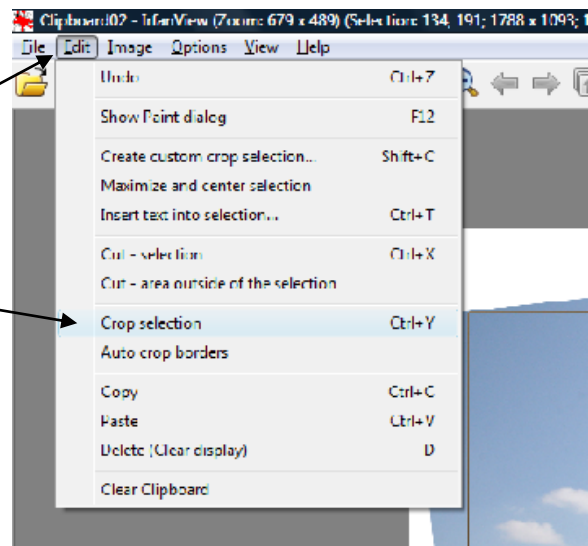 Clipboard02 - IrfanView (Zoom: 679 x 489) (Selection: 134, 191; 1788 x 1093; 1
File Edit Image Options View Help
Undo Ctrl+Z
Show Paint dialog F12
Create custom crop selection... Shift+C
Maximize and center selection
Insert text into selection... Ctrl+T
Cut - selection Ctrl+X
Cut - area outside of the selection
Crop selection Ctrl+Y
Auto crop borders
Copy Ctrl+C
Paste Ctrl+V
Delete (Clear display) D
Clear Clipboard